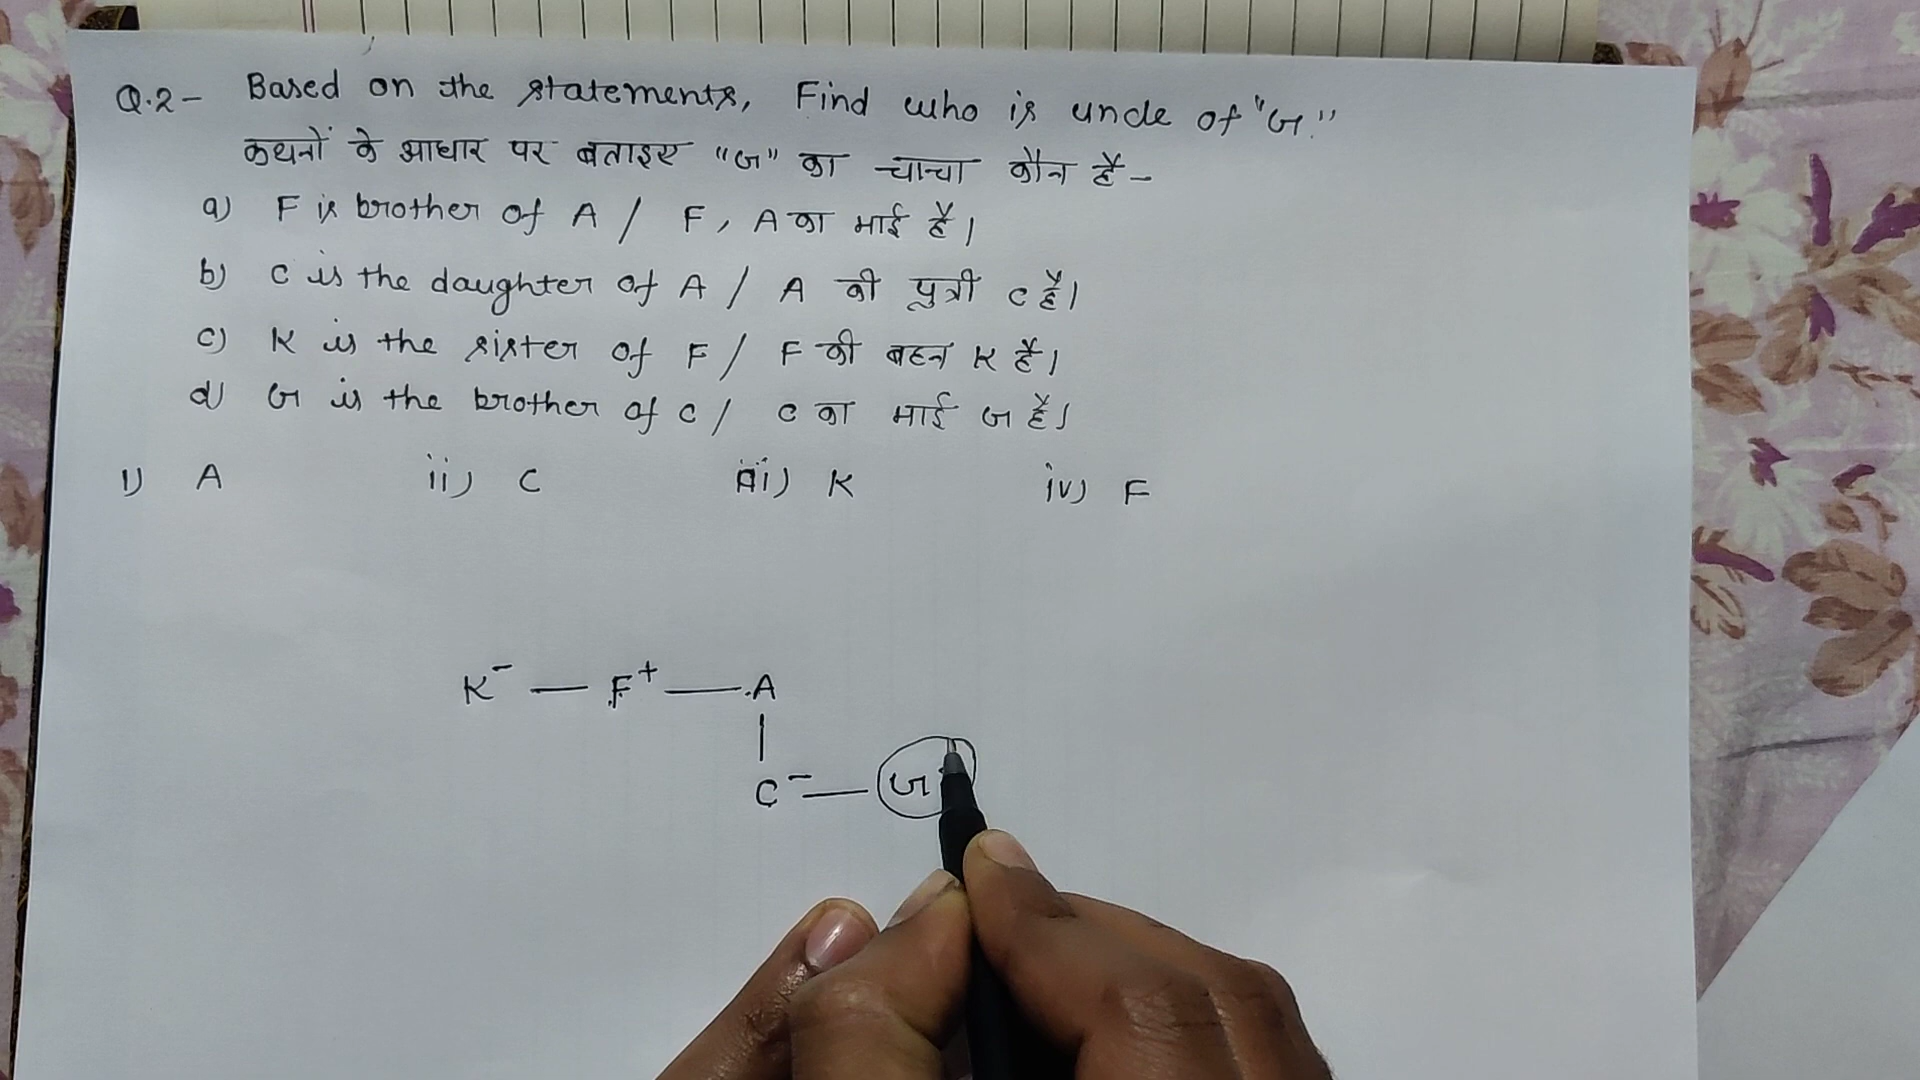 Q.2- Based on the statements, Find who is uncle of "G."
कथनों के आधार पर बताइए "G" का चाचा कौन है -
a) F is brother of A / F, A का भाई है।
b) C is the daughter of A / A की पुत्री C है।
c) K is the sister of F / F की बहन K है।
d) G is the brother of C / C का भाई G है।
1) A ii) C iii) K iv) F
K⁻ — F⁺ — A
C⁻ — G